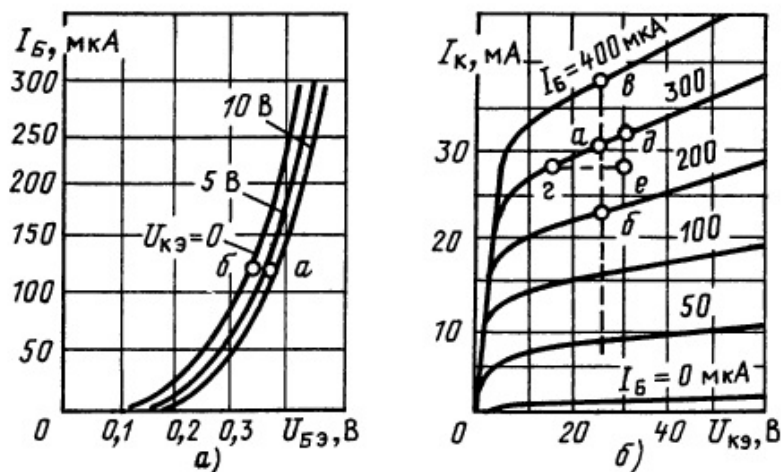 I_Б, мкА
300
250
200
150
100
50
0
10 В
5 В
U_КЭ=0
б
а
0,1
0,2
0,3
U_БЭ, В
а)
I_К, мА
30
20
10
0
I_Б=400 мкА
300
200
100
50
I_Б=0 мкА
в
а
д
г
е
б
20
40
U_КЭ, В
б)